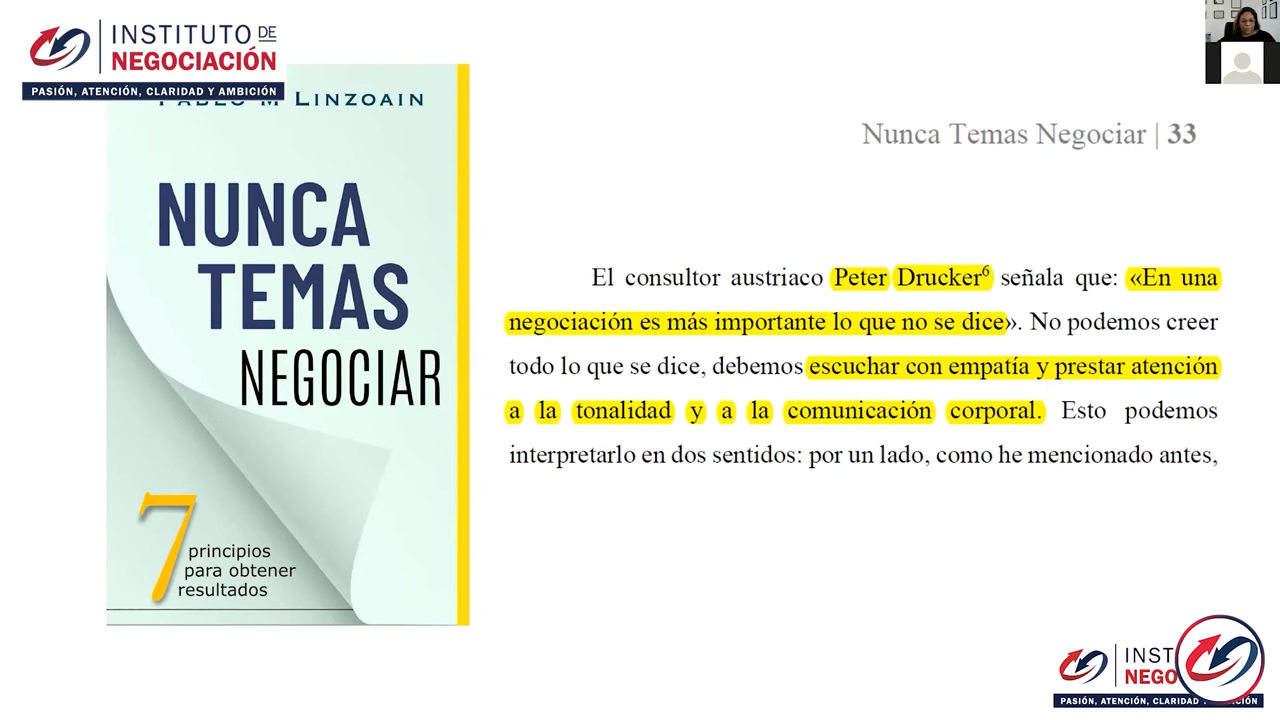 INSTITUTO DE
NEGOCIACIÓN
PASIÓN, ATENCIÓN, CLARIDAD Y AMBICIÓN
PABLO M LINZOAIN
NUNCA
TEMAS
NEGOCIAR
7
principios
para obtener
resultados
Nunca Temas Negociar | 33
El consultor austriaco Peter Drucker⁶ señala que: «En una
negociación es más importante lo que no se dice». No podemos creer
todo lo que se dice, debemos escuchar con empatía y prestar atención
a la tonalidad y a la comunicación corporal. Esto podemos
interpretarlo en dos sentidos: por un lado, como he mencionado antes,
INST
NEGO
PASIÓN, ATENCIÓN, CLARIDAD